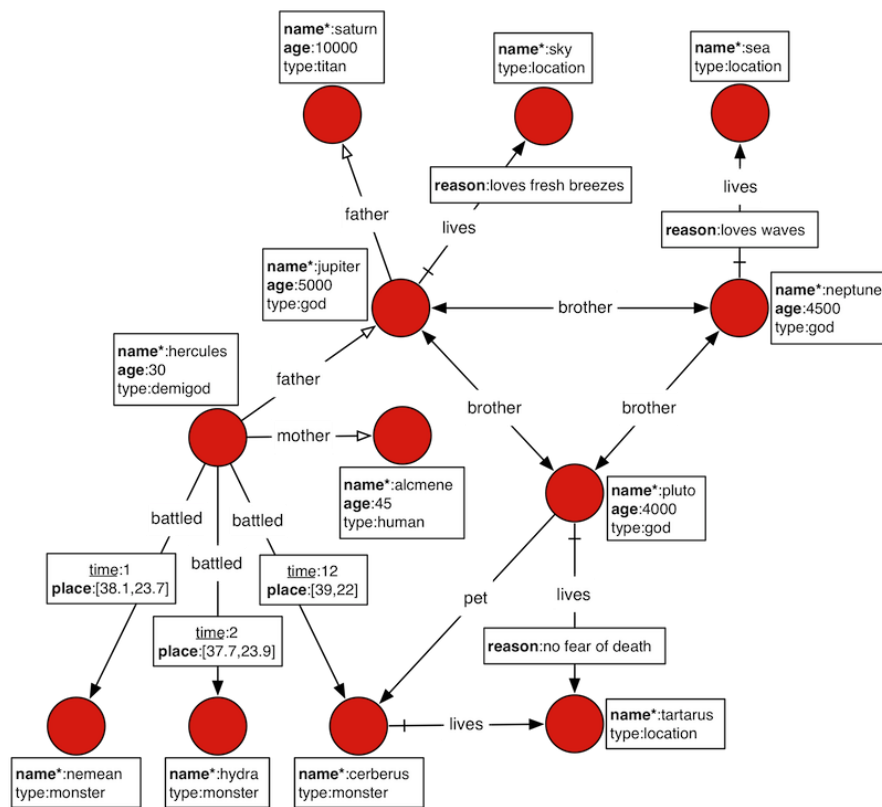 name*:saturn
age:10000
type:titan
name*:sky
type:location
name*:sea
type:location
reason:loves fresh breezes
lives
father
lives
reason:loves waves
name*:jupiter
age:5000
type:god
brother
name*:neptune
age:4500
type:god
name*:hercules
age:30
type:demigod
father
brother
brother
mother
name*:alcmene
age:45
type:human
name*:pluto
age:4000
type:god
battled
battled
battled
time:1
place:[38.1,23.7]
time:12
place:[39,22]
time:2
place:[37.7,23.9]
pet
lives
reason:no fear of death
lives
name*:tartarus
type:location
name*:nemean
type:monster
name*:hydra
type:monster
name*:cerberus
type:monster